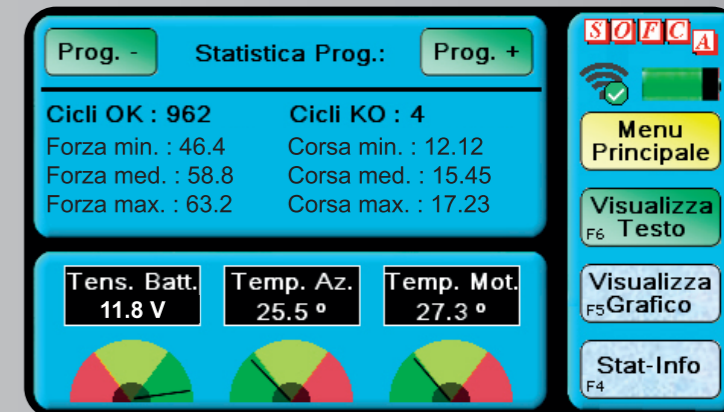 Prog. -
Statistica Prog.:
Prog. +
Cicli OK : 962
Cicli KO : 4
Forza min. : 46.4
Corsa min. : 12.12
Forza med. : 58.8
Corsa med. : 15.45
Forza max. : 63.2
Corsa max. : 17.23
Tens. Batt.
11.8 V
Temp. Az.
25.5 º
Temp. Mot.
27.3 º
SOFCA
Menu
Principale
Visualizza
F6 Testo
Visualizza
F5 Grafico
Stat-Info
F4